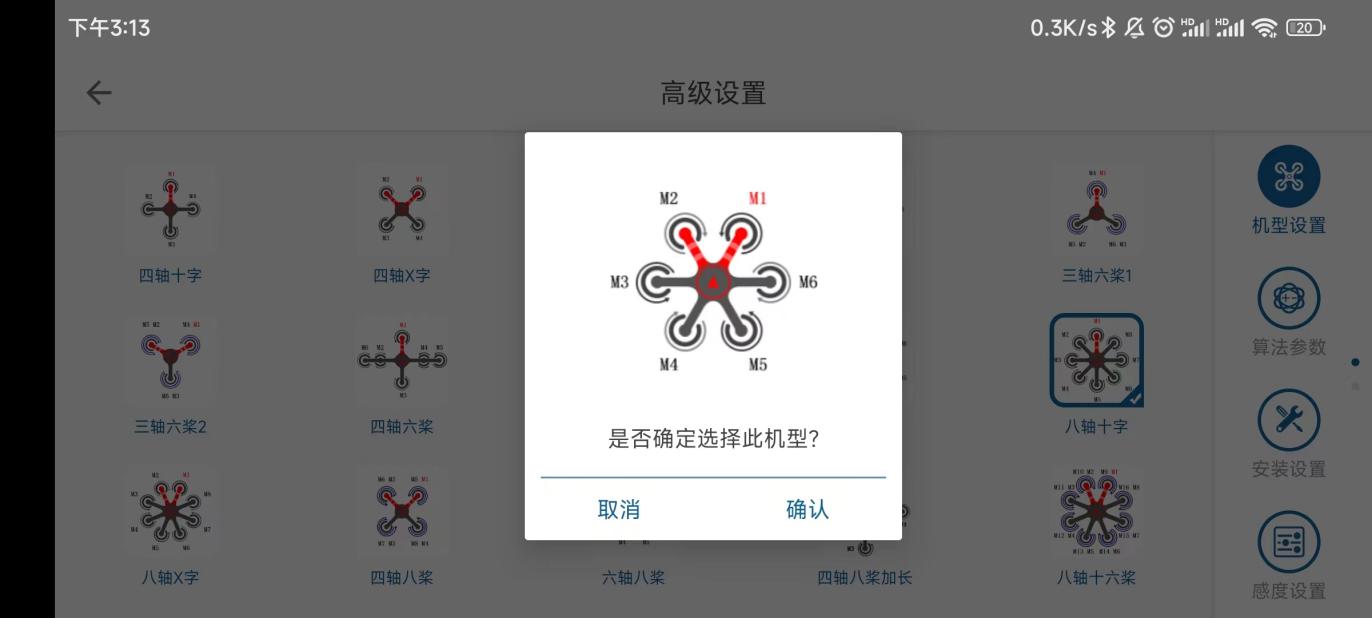 下午3:13
0.3K/s
HD
HD
20
高级设置
M2
M1
M3
M6
M4
M5
是否确定选择此机型？
取消
确认
四轴十字
四轴X字
三轴六桨1
三轴六桨2
四轴六桨
八轴十字
八轴X字
四轴八桨
六轴八桨
四轴八桨加长
八轴十六桨
机型设置
算法参数
安装设置
感度设置